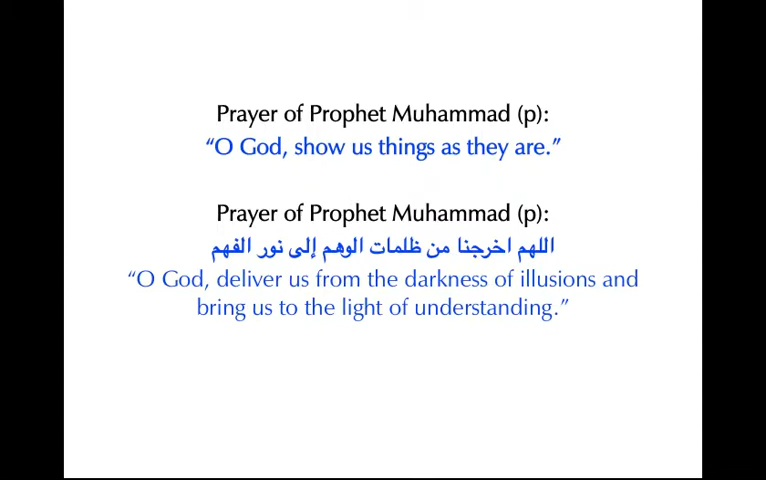 Prayer of Prophet Muhammad (p):
“O God, show us things as they are.”
Prayer of Prophet Muhammad (p):
اللهم اخرجنا من ظلمات الوهم إلى نور الفهم
“O God, deliver us from the darkness of illusions and
bring us to the light of understanding.”